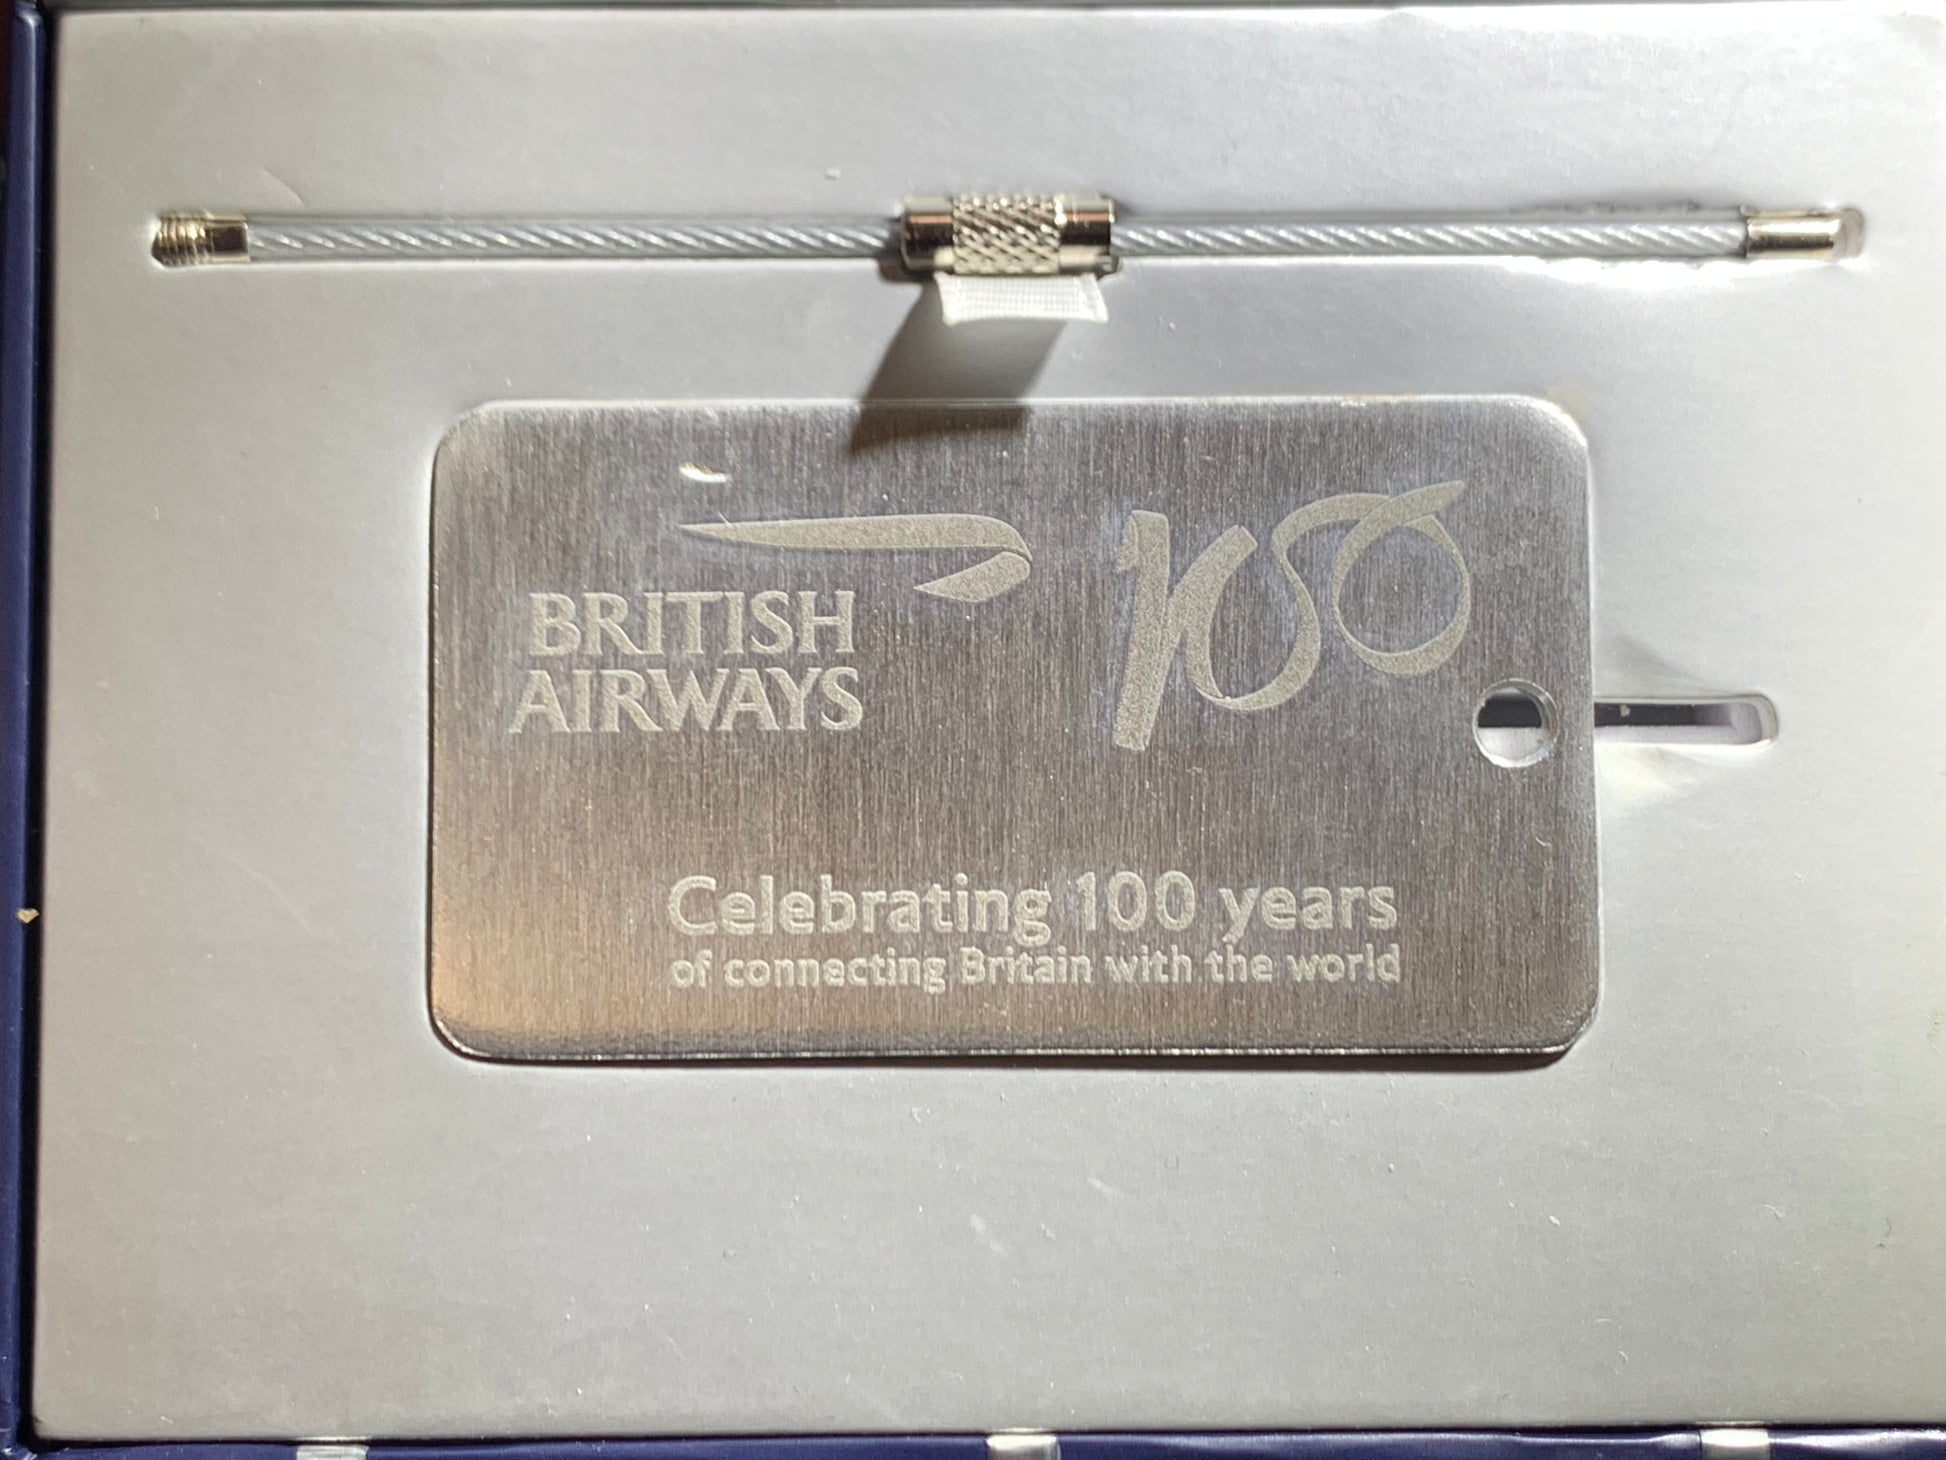 BRITISH
AIRWAYS
100
Celebrating 100 years
of connecting Britain with the world